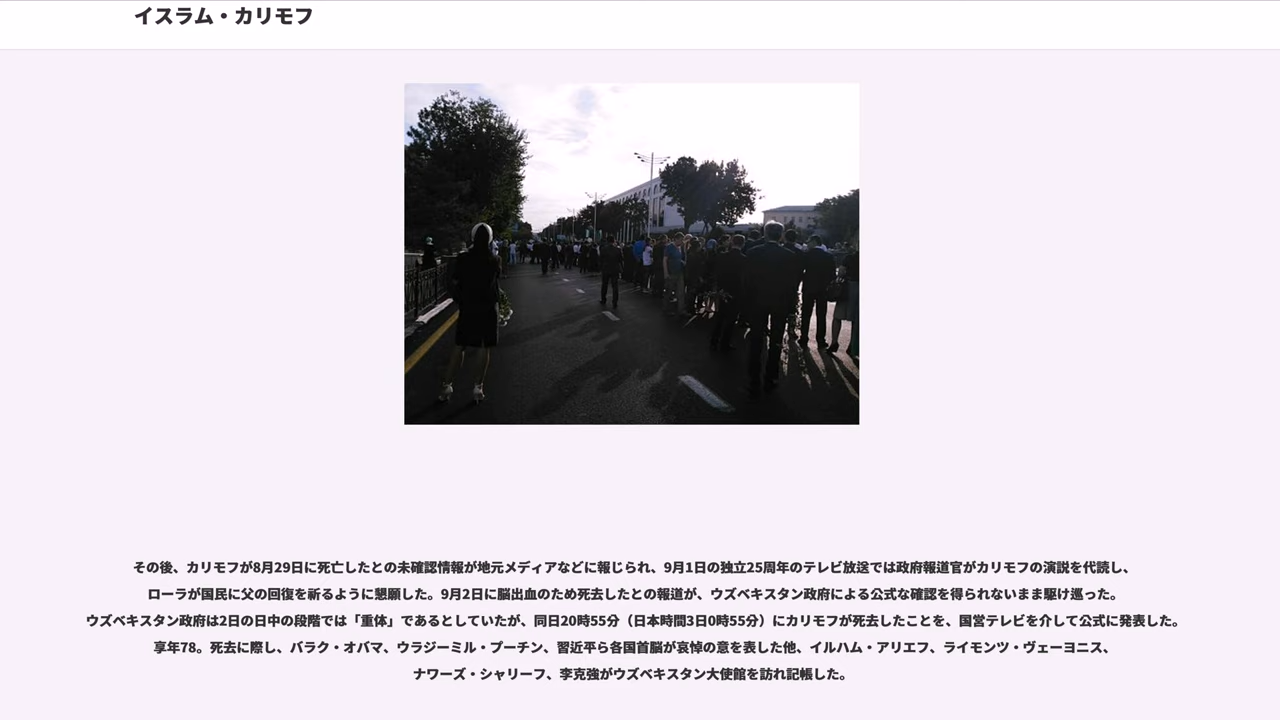 イスラム・カリモフ
その後、カリモフが8月29日に死亡したとの未確認情報が地元メディアなどに報じられ、9月1日の独立25周年のテレビ放送では政府報道官がカリモフの演説を代読し、
ローラが国民に父の回復を祈るように懇願した。9月2日に脳出血のため死去したとの報道が、ウズベキスタン政府による公式な確認を得られないまま駆け巡った。
ウズベキスタン政府は2日の日中の段階では「重体」であるとしていたが、同日20時55分（日本時間3日0時55分）にカリモフが死去したことを、国営テレビを介して公式に発表した。
享年78。死去に際し、バラク・オバマ、ウラジーミル・プーチン、習近平ら各国首脳が哀悼の意を表した他、イルハム・アリエフ、ライモンツ・ヴェーヨニス、
ナワーズ・シャリーフ、李克強がウズベキスタン大使館を訪れ記帳した。